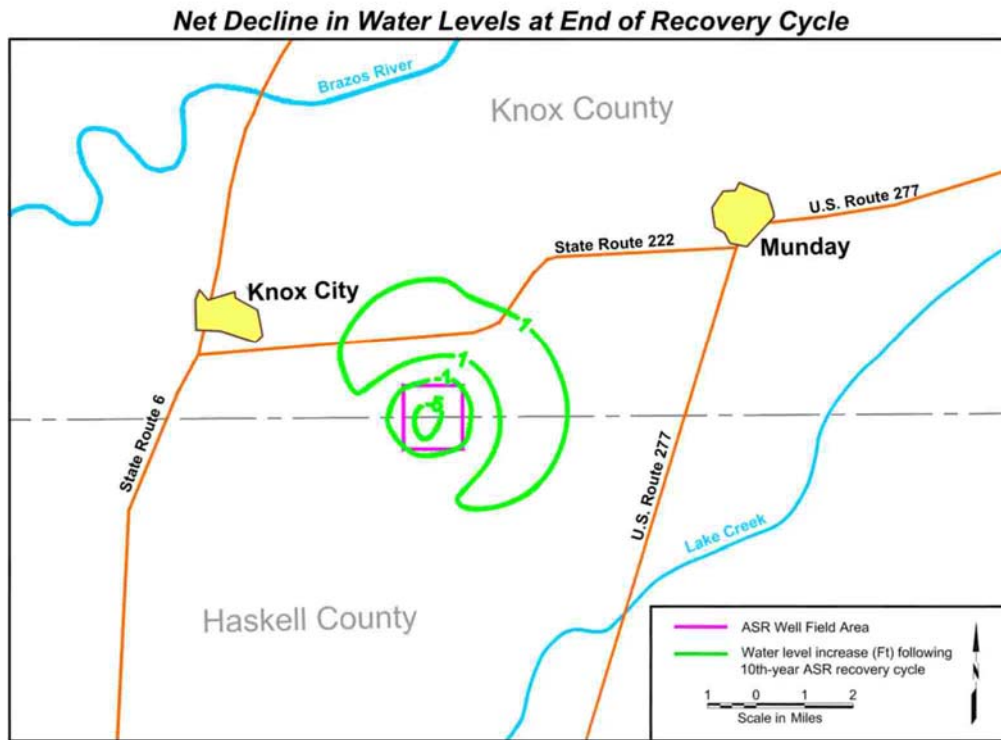 Net Decline in Water Levels at End of Recovery Cycle
Brazos River
Knox County
U.S. Route 277
State Route 222
Munday
Knox City
1
1
-1
-5
State Route 6
U.S. Route 277
Lake Creek
Haskell County
ASR Well Field Area
Water level increase (Ft) following
10th-year ASR recovery cycle
N
1 0 1 2
Scale in Miles